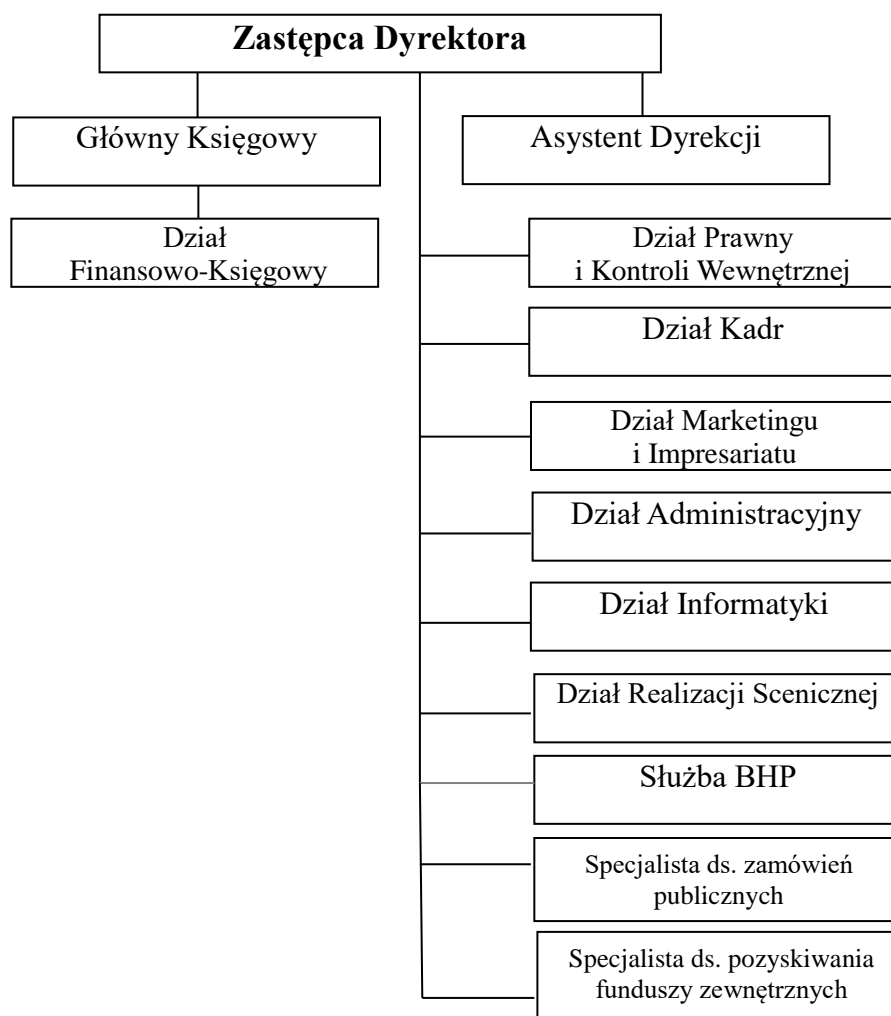 Zastępca Dyrektora
Główny Księgowy
Asystent Dyrekcji
Dział
Finansowo-Księgowy
Dział Prawny
i Kontroli Wewnętrznej
Dział Kadr
Dział Marketingu
i Impresariatu
Dział Administracyjny
Dział Informatyki
Dział Realizacji Scenicznej
Służba BHP
Specjalista ds. zamówień
publicznych
Specjalista ds. pozyskiwania
funduszy zewnętrznych